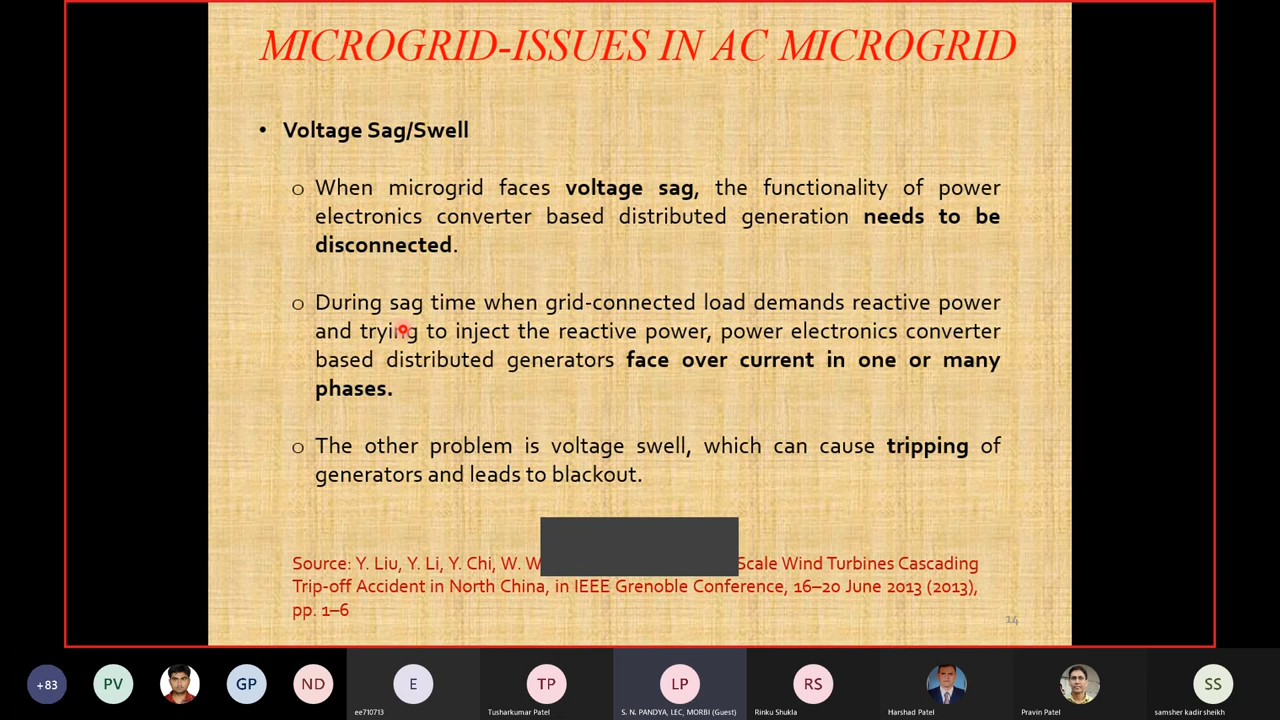 MICROGRID-ISSUES IN AC MICROGRID
• Voltage Sag/Swell
o When microgrid faces voltage sag, the functionality of power
electronics converter based distributed generation needs to be
disconnected.
o During sag time when grid-connected load demands reactive power
and trying to inject the reactive power, power electronics converter
based distributed generators face over current in one or many
phases.
o The other problem is voltage swell, which can cause tripping of
generators and leads to blackout.
Source: Y. Liu, Y. Li, Y. Chi, W. Scale Wind Turbines Cascading
Trip-off Accident in North China, in IEEE Grenoble Conference, 16–20 June 2013 (2013),
pp. 1–6
14
+83 PV GP ND E TP LP RS SS
ee710713 Tusharkumar Patel S. N. PANDYA, LEC, MORBI (Guest) Rinku Shukla Harshad Patel Pravin Patel samsher kadir sheikh